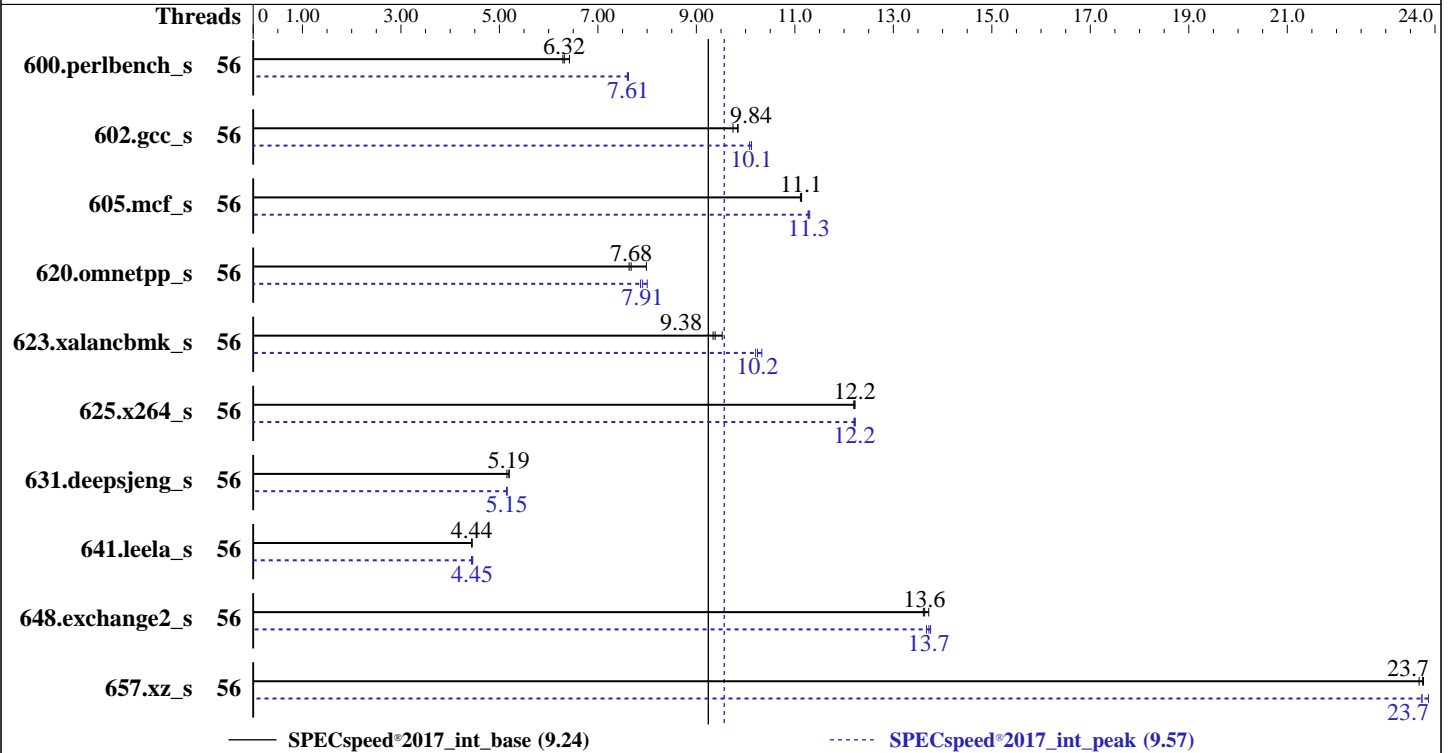 Threads 0 1.00 3.00 5.00 7.00 9.00 11.0 13.0 15.0 17.0 19.0 21.0 24.0
6.32
600.perlbench_s 56
7.61
9.84
602.gcc_s 56
10.1
11.1
605.mcf_s 56
11.3
7.68
620.omnetpp_s 56
7.91
9.38
623.xalancbmk_s 56
10.2
12.2
625.x264_s 56
12.2
5.19
631.deepsjeng_s 56
5.15
4.44
641.leela_s 56
4.45
13.6
648.exchange2_s 56
13.7
23.7
657.xz_s 56
23.7
SPECspeed®2017_int_base (9.24) SPECspeed®2017_int_peak (9.57)